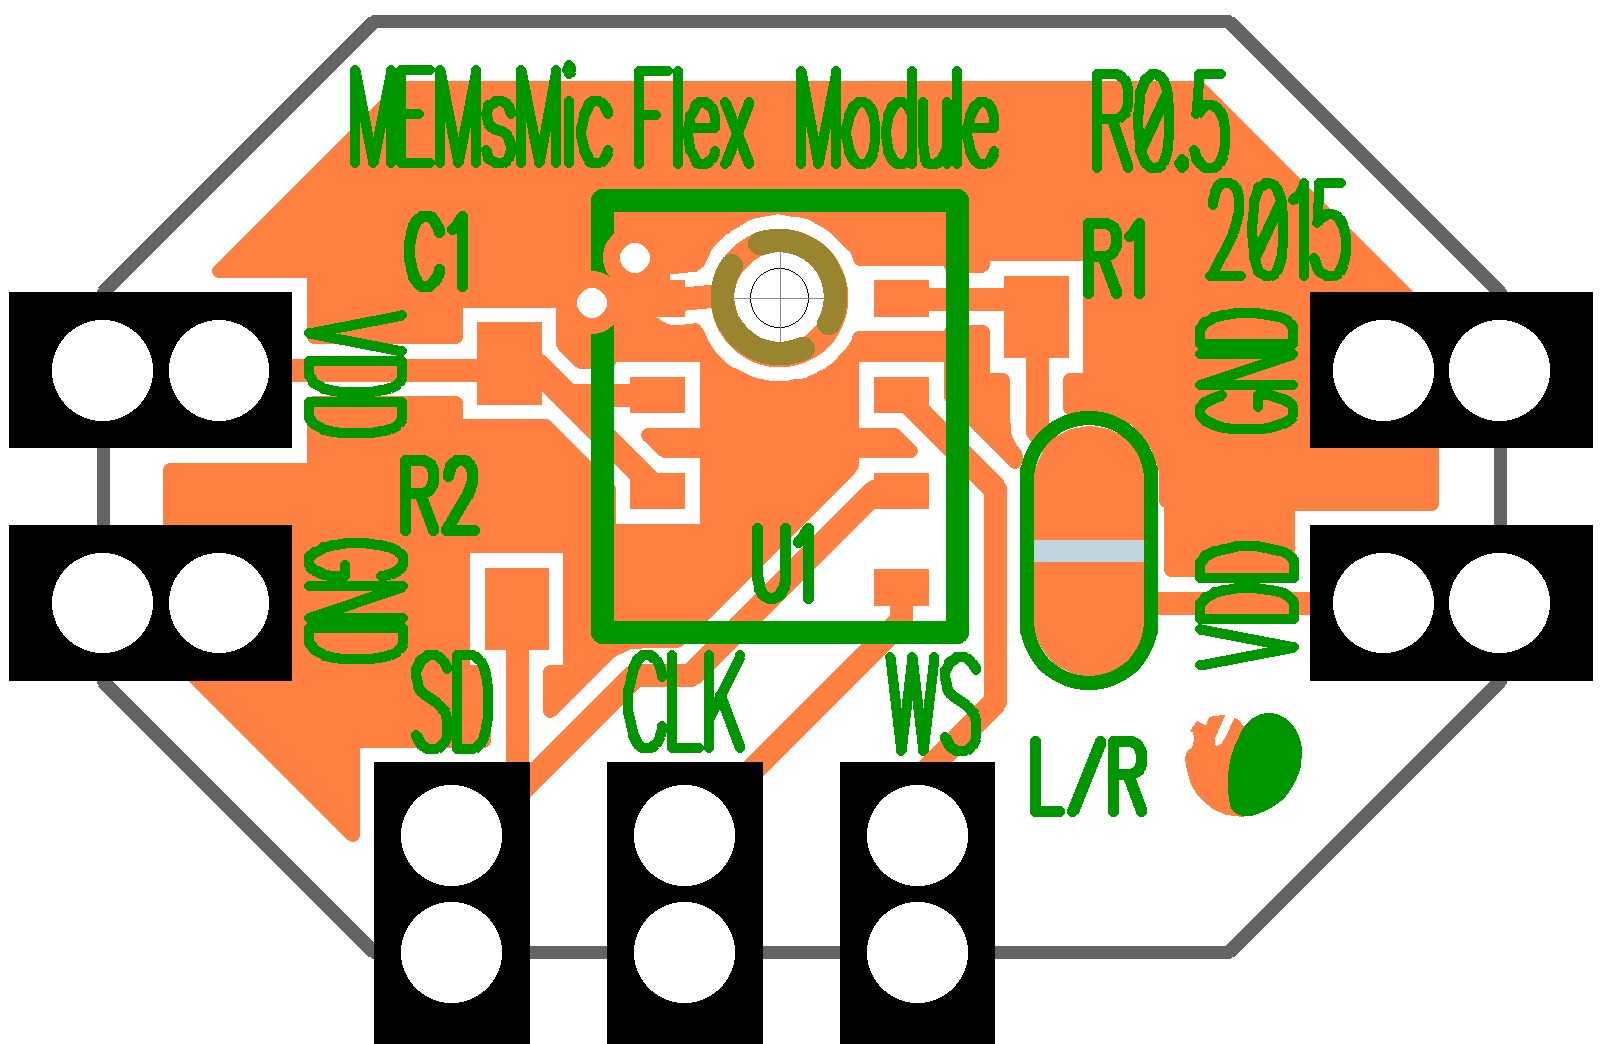 MEMsMic Flex Module R0.5
2015
C1
R1
VDD
GND
R2
GND
VDD
U1
SD
CLK
WS
L/R